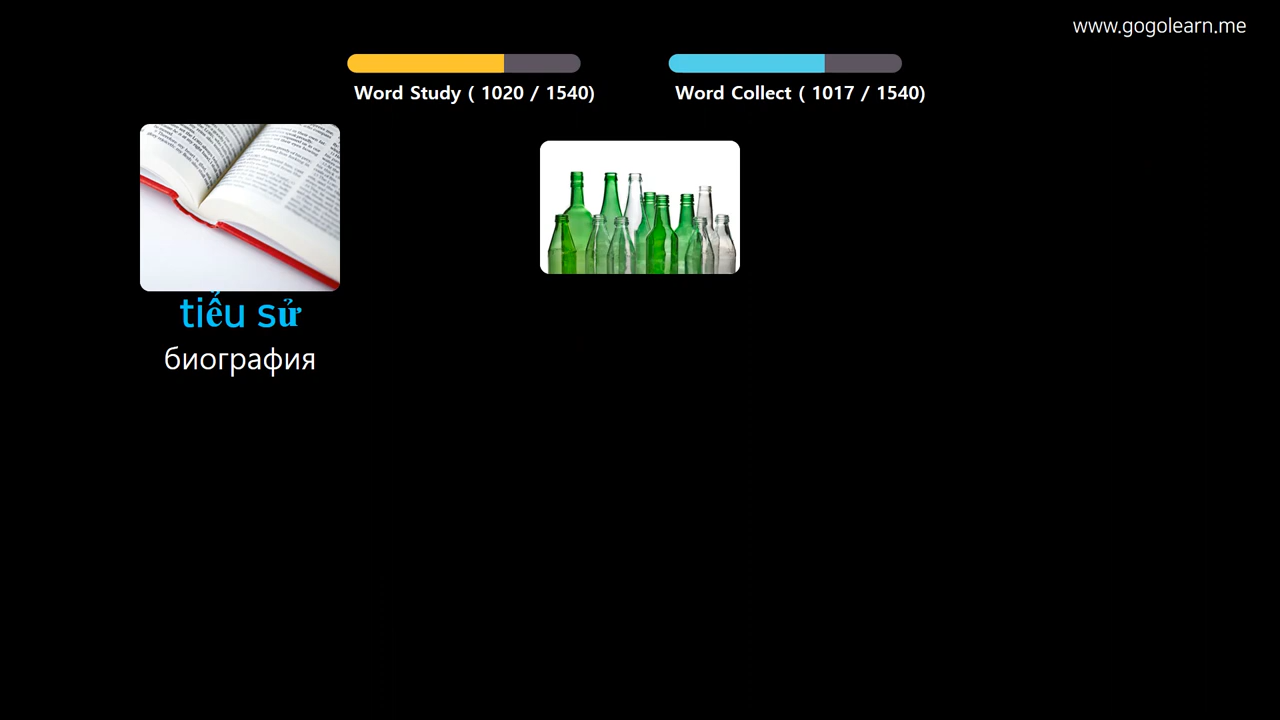 www.gogolearn.me
Word Study ( 1020 / 1540)
Word Collect ( 1017 / 1540)
tiểu sử
биография